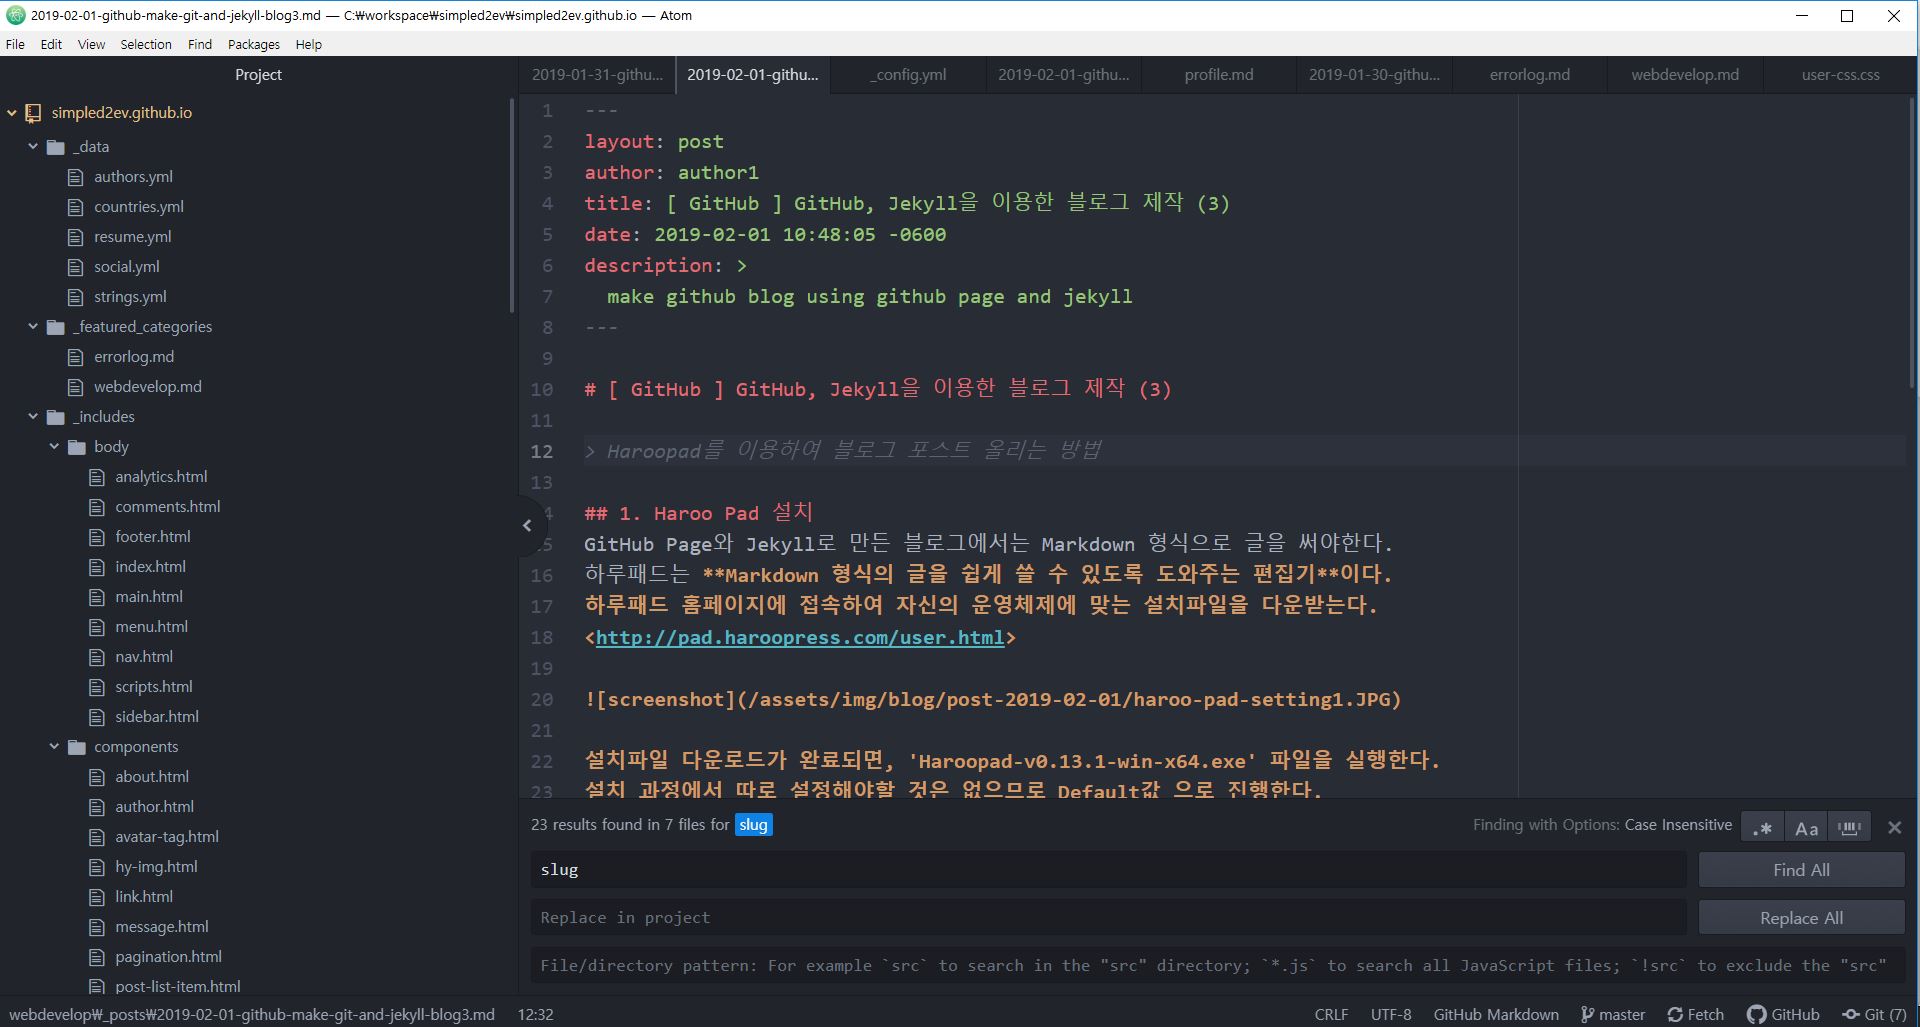 2019-02-01-github-make-git-and-jekyll-blog3.md — C:₩workspace₩simpled2ev₩simpled2ev.github.io — Atom
File Edit View Selection Find Packages Help
Project
simpled2ev.github.io
_data
authors.yml
countries.yml
resume.yml
social.yml
strings.yml
_featured_categories
errorlog.md
webdevelop.md
_includes
body
analytics.html
comments.html
footer.html
index.html
main.html
menu.html
nav.html
scripts.html
sidebar.html
components
about.html
author.html
avatar-tag.html
hy-img.html
link.html
message.html
pagination.html
post-list-item.html
2019-01-31-githu... 2019-02-01-githu... _config.yml 2019-02-01-githu... profile.md 2019-01-30-githu... errorlog.md webdevelop.md user-css.css
1 ---
2 layout: post
3 author: author1
4 title: [ GitHub ] GitHub, Jekyll을 이용한 블로그 제작 (3)
5 date: 2019-02-01 10:48:05 -0600
6 description: >
7 make github blog using github page and jekyll
8 ---
9
10 # [ GitHub ] GitHub, Jekyll을 이용한 블로그 제작 (3)
11
12 > Haroopad를 이용하여 블로그 포스트 올리는 방법
13
4 ## 1. Haroo Pad 설치
5 GitHub Page와 Jekyll로 만든 블로그에서는 Markdown 형식으로 글을 써야한다.
16 하루패드는 **Markdown 형식의 글을 쉽게 쓸 수 있도록 도와주는 편집기**이다.
17 하루패드 홈페이지에 접속하여 자신의 운영체제에 맞는 설치파일을 다운받는다.
18 <http://pad.haroopress.com/user.html>
19
20 ![screenshot](/assets/img/blog/post-2019-02-01/haroo-pad-setting1.JPG)
21
22 설치파일 다운로드가 완료되면, 'Haroopad-v0.13.1-win-x64.exe' 파일을 실행한다.
23 설치 과정에서 따로 설정해야할 것은 없으므로 Default값 으로 진행한다.
23 results found in 7 files for slug
Finding with Options: Case Insensitive .* Aa
slug
Find All
Replace in project
Replace All
File/directory pattern: For example `src` to search in the "src" directory; `*.js` to search all JavaScript files; `!src` to exclude the "src"
webdevelop₩_posts₩2019-02-01-github-make-git-and-jekyll-blog3.md 12:32 CRLF UTF-8 GitHub Markdown master Fetch GitHub Git (7)